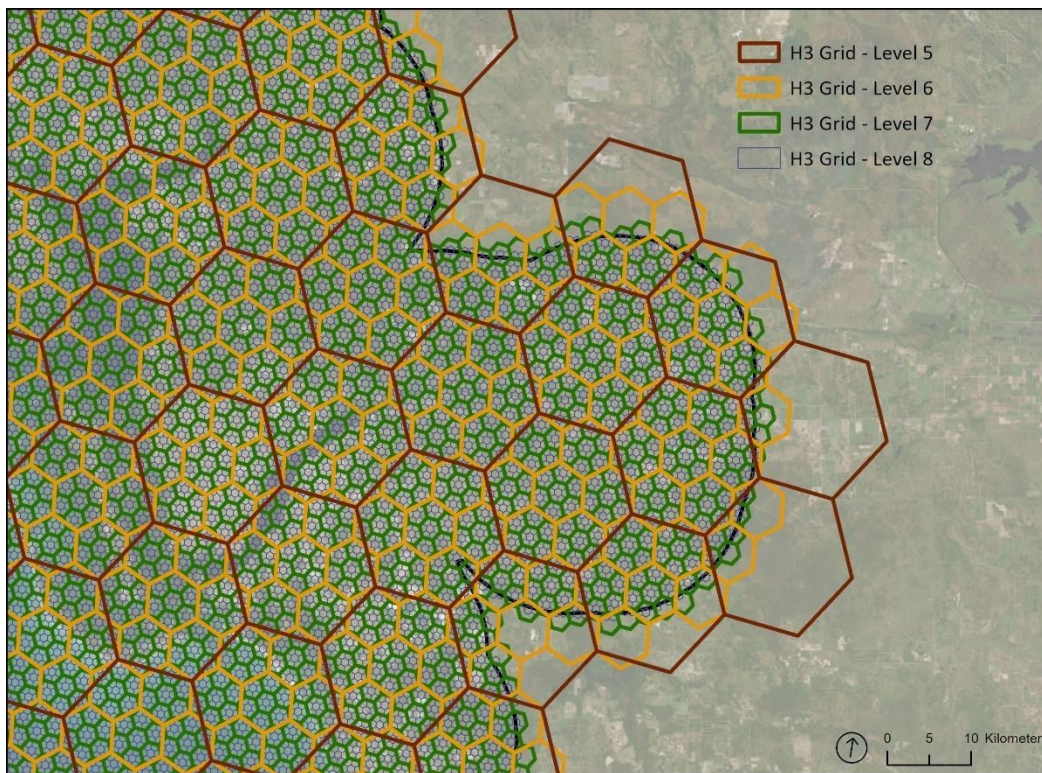 H3 Grid - Level 5
H3 Grid - Level 6
H3 Grid - Level 7
H3 Grid - Level 8
0 5 10 Kilometer